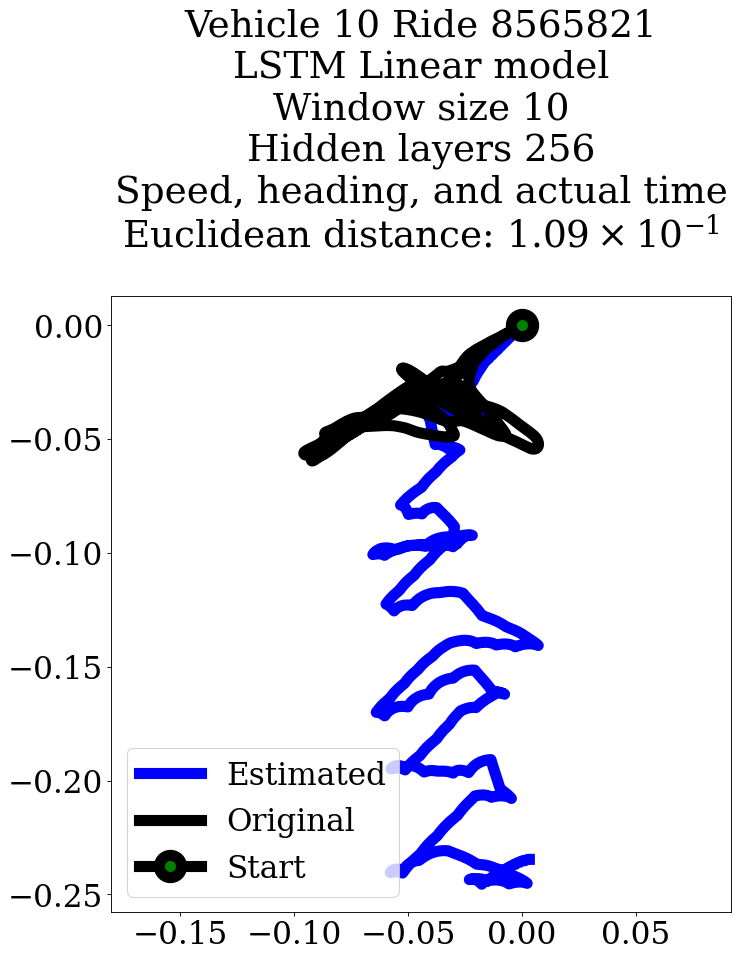 Vehicle 10 Ride 8565821
LSTM Linear model
Window size 10
Hidden layers 256
Speed, heading, and actual time
Euclidean distance: 1.09 × 10⁻¹
0.00
−0.05
−0.10
−0.15
−0.20
−0.25
Estimated
Original
Start
−0.15 −0.10 −0.05 0.00 0.05